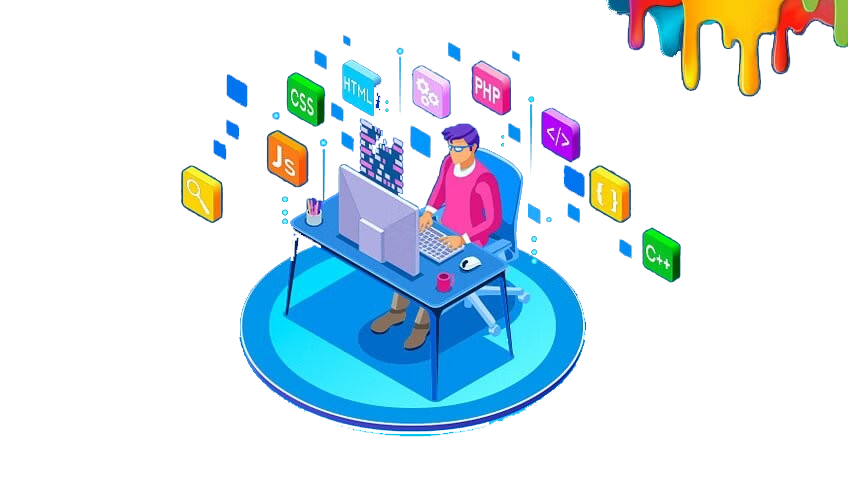 HTML
PHP
CSS
</>
Js
{ }
C++